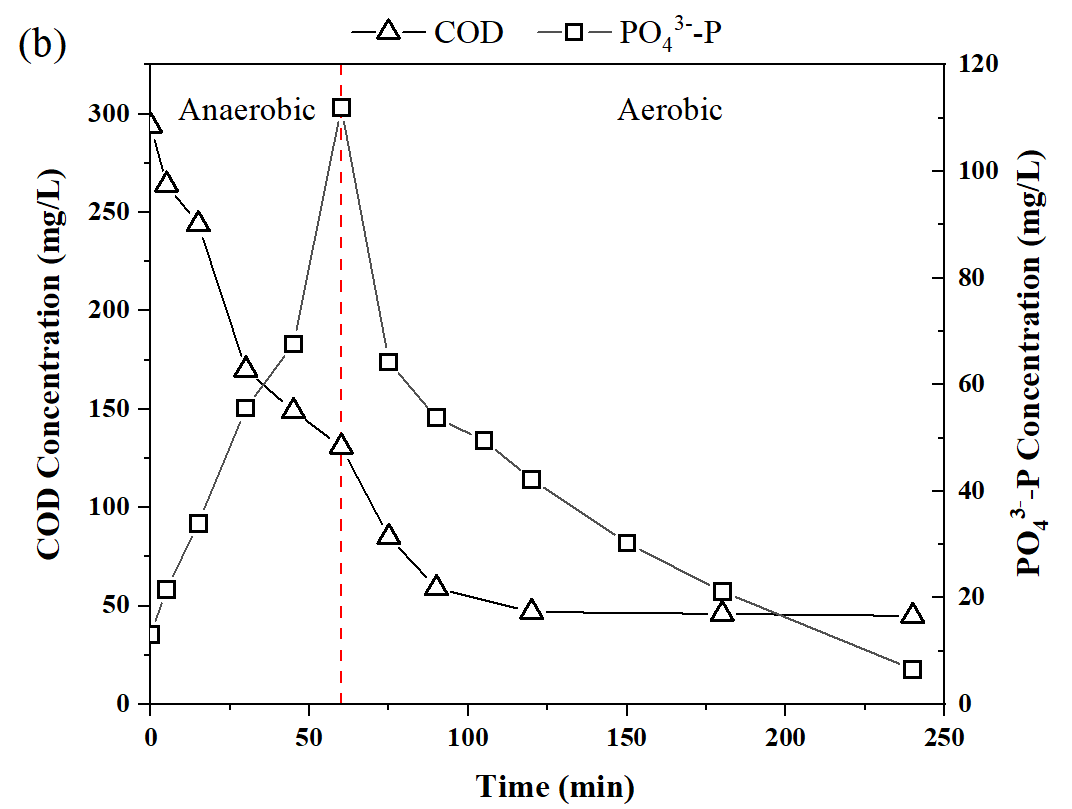 (b)
COD PO₄³⁻-P
Anaerobic Aerobic
COD Concentration (mg/L)
300
250
200
150
100
50
0
120
100
80
60
40
20
0
PO₄³⁻-P Concentration (mg/L)
0 50 100 150 200 250
Time (min)